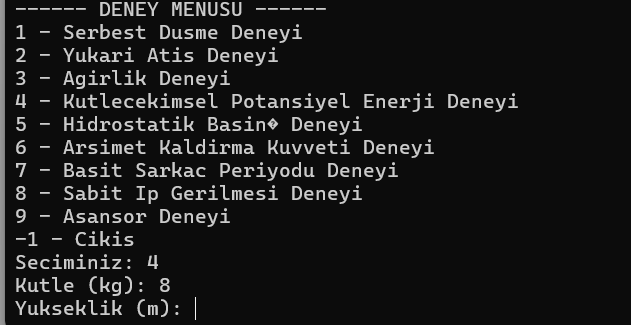 ------ DENEY MENUSU ------
1 - Serbest Dusme Deneyi
2 - Yukari Atis Deneyi
3 - Agirlik Deneyi
4 - Kutlecekimsel Potansiyel Enerji Deneyi
5 - Hidrostatik Basin� Deneyi
6 - Arsimet Kaldirma Kuvveti Deneyi
7 - Basit Sarkac Periyodu Deneyi
8 - Sabit Ip Gerilmesi Deneyi
9 - Asansor Deneyi
-1 - Cikis
Seciminiz: 4
Kutle (kg): 8
Yukseklik (m):